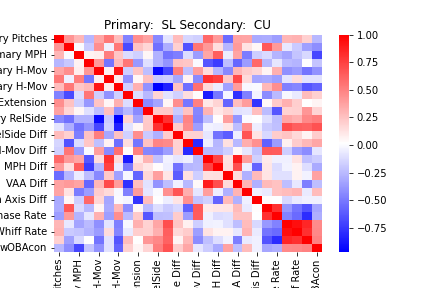 Primary: SL Secondary: CU
ry Pitches
mary MPH
ary H-Mov
ary H-Mov
Extension
ry RelSide
elSide Diff
H-Mov Diff
MPH Diff
VAA Diff
n Axis Diff
hase Rate
Whiff Rate
wOBAcon
1.00
0.75
0.50
0.25
0.00
−0.25
−0.50
−0.75
itches
y MPH
H-Mov
H-Mov
ension
elSide
e Diff
v Diff
H Diff
A Diff
is Diff
e Rate
f Rate
BAcon